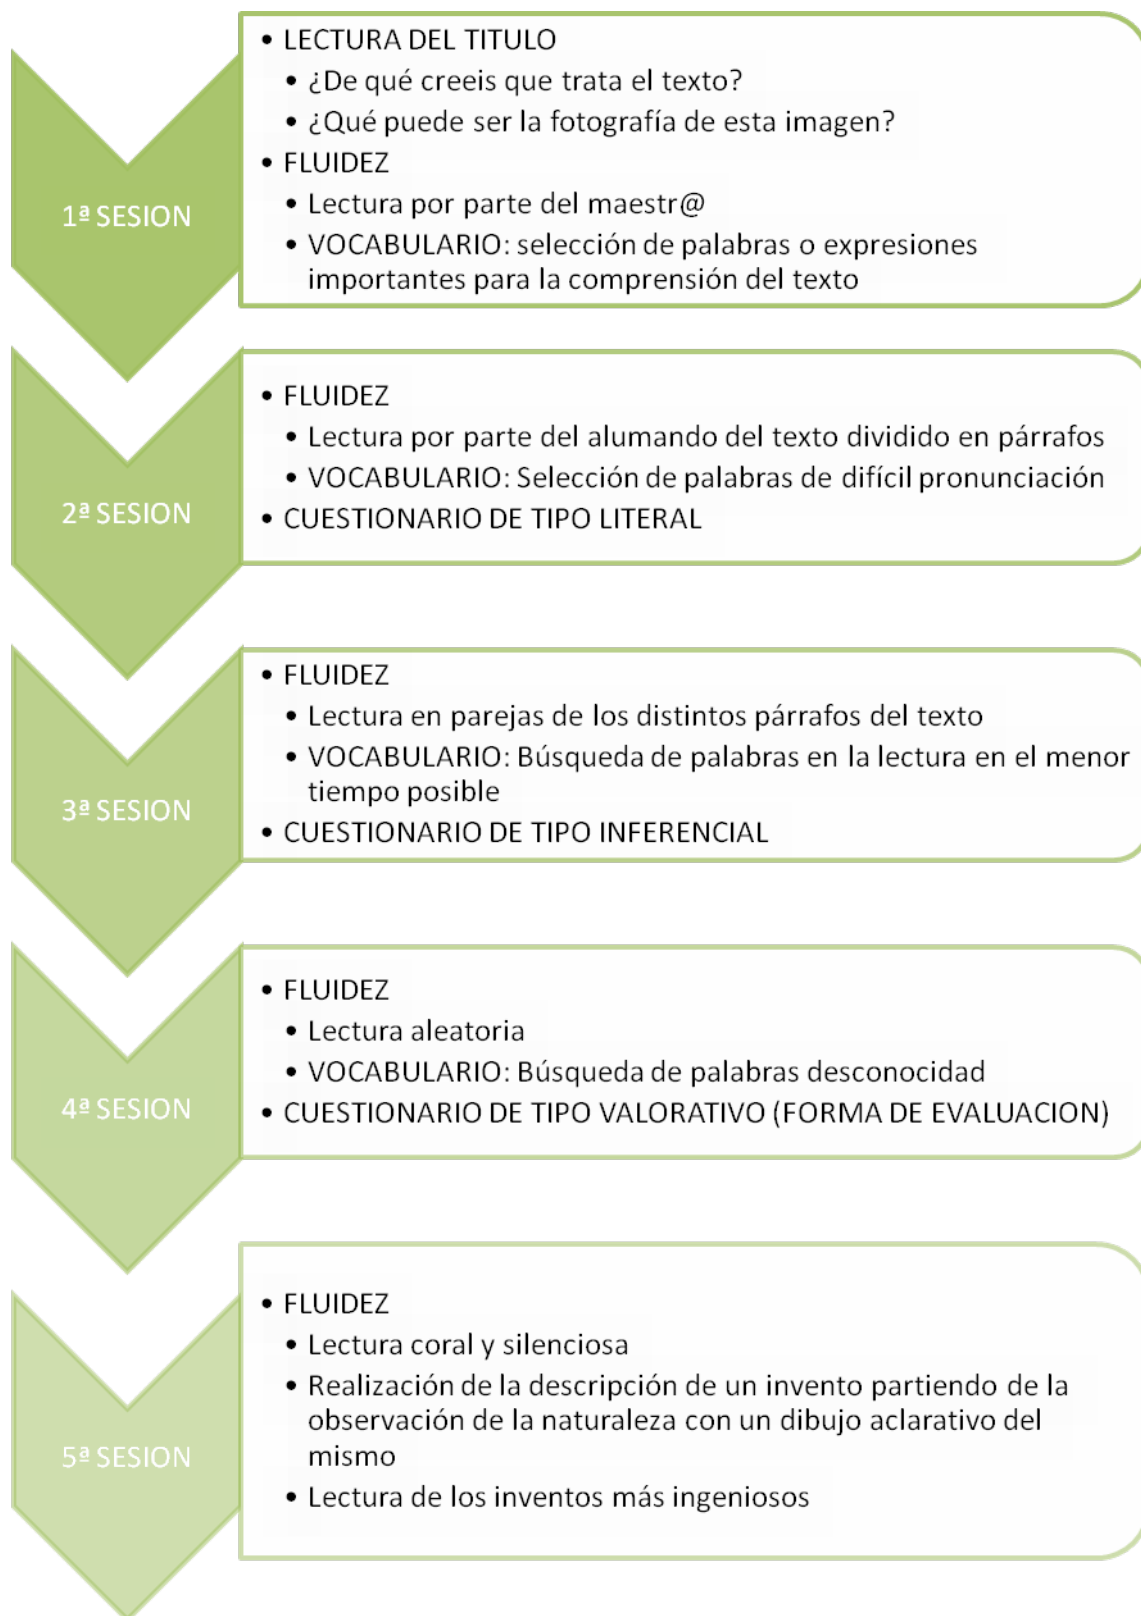 1ª SESION
• LECTURA DEL TITULO
• ¿De qué creeis que trata el texto?
• ¿Qué puede ser la fotografía de esta imagen?
• FLUIDEZ
• Lectura por parte del maestr@
• VOCABULARIO: selección de palabras o expresiones
importantes para la comprensión del texto
2ª SESION
• FLUIDEZ
• Lectura por parte del alumando del texto dividido en párrafos
• VOCABULARIO: Selección de palabras de difícil pronunciación
• CUESTIONARIO DE TIPO LITERAL
3ª SESION
• FLUIDEZ
• Lectura en parejas de los distintos párrafos del texto
• VOCABULARIO: Búsqueda de palabras en la lectura en el menor
tiempo posible
• CUESTIONARIO DE TIPO INFERENCIAL
4ª SESION
• FLUIDEZ
• Lectura aleatoria
• VOCABULARIO: Búsqueda de palabras desconocidad
• CUESTIONARIO DE TIPO VALORATIVO (FORMA DE EVALUACION)
5ª SESION
• FLUIDEZ
• Lectura coral y silenciosa
• Realización de la descripción de un invento partiendo de la
observación de la naturaleza con un dibujo aclarativo del
mismo
• Lectura de los inventos más ingeniosos